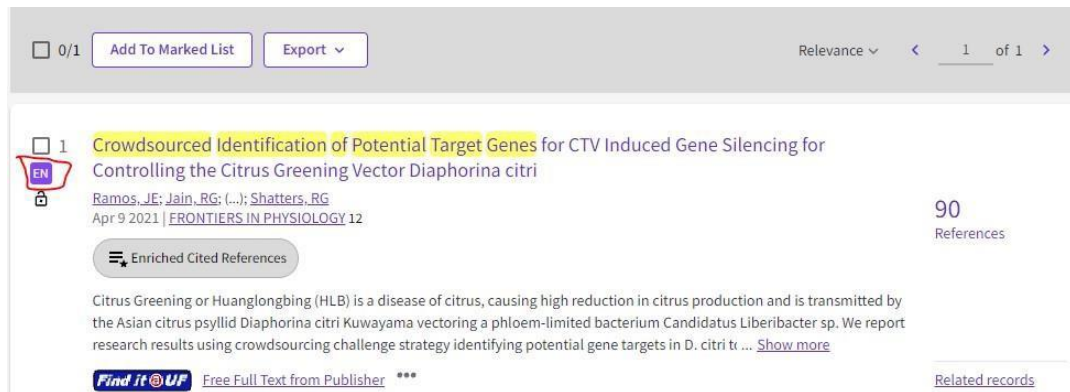 0/1 Add To Marked List Export Relevance 1 of 1
1 Crowdsourced Identification of Potential Target Genes for CTV Induced Gene Silencing for
EN Controlling the Citrus Greening Vector Diaphorina citri
Ramos, JE; Jain, RG; (...); Shatters, RG
Apr 9 2021 | FRONTIERS IN PHYSIOLOGY 12
90
References
Enriched Cited References
Citrus Greening or Huanglongbing (HLB) is a disease of citrus, causing high reduction in citrus production and is transmitted by
the Asian citrus psyllid Diaphorina citri Kuwayama vectoring a phloem-limited bacterium Candidatus Liberibacter sp. We report
research results using crowdsourcing challenge strategy identifying potential gene targets in D. citri ... Show more
Find it@UF Free Full Text from Publisher ••• Related records